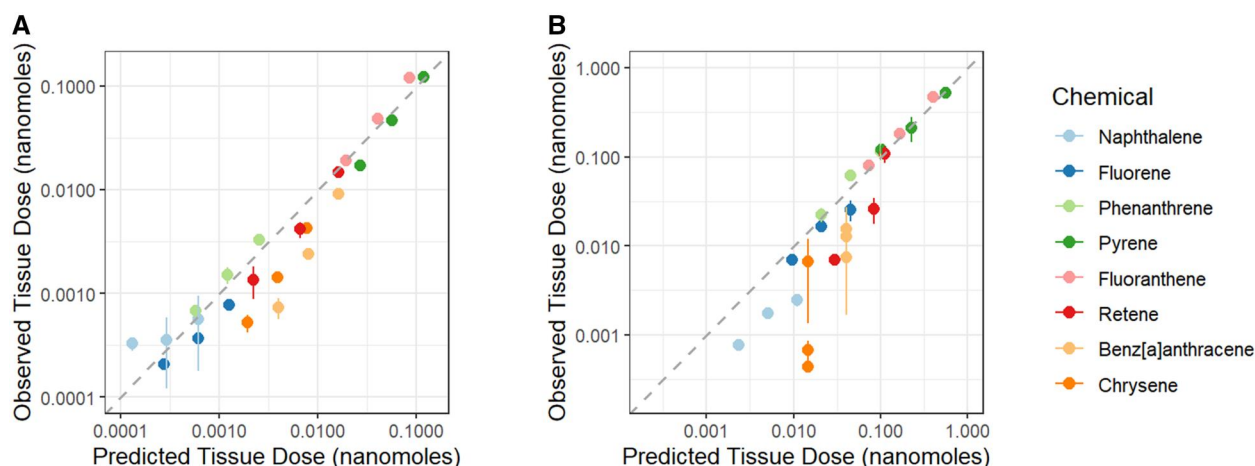 A
Observed Tissue Dose (nanomoles)
0.1000
0.0100
0.0010
0.0001
0.0001 0.0010 0.0100 0.1000
Predicted Tissue Dose (nanomoles)
B
Observed Tissue Dose (nanomoles)
1.000
0.100
0.010
0.001
0.001 0.010 0.100 1.000
Predicted Tissue Dose (nanomoles)
Chemical
Naphthalene
Fluorene
Phenanthrene
Pyrene
Fluoranthene
Retene
Benz[a]anthracene
Chrysene